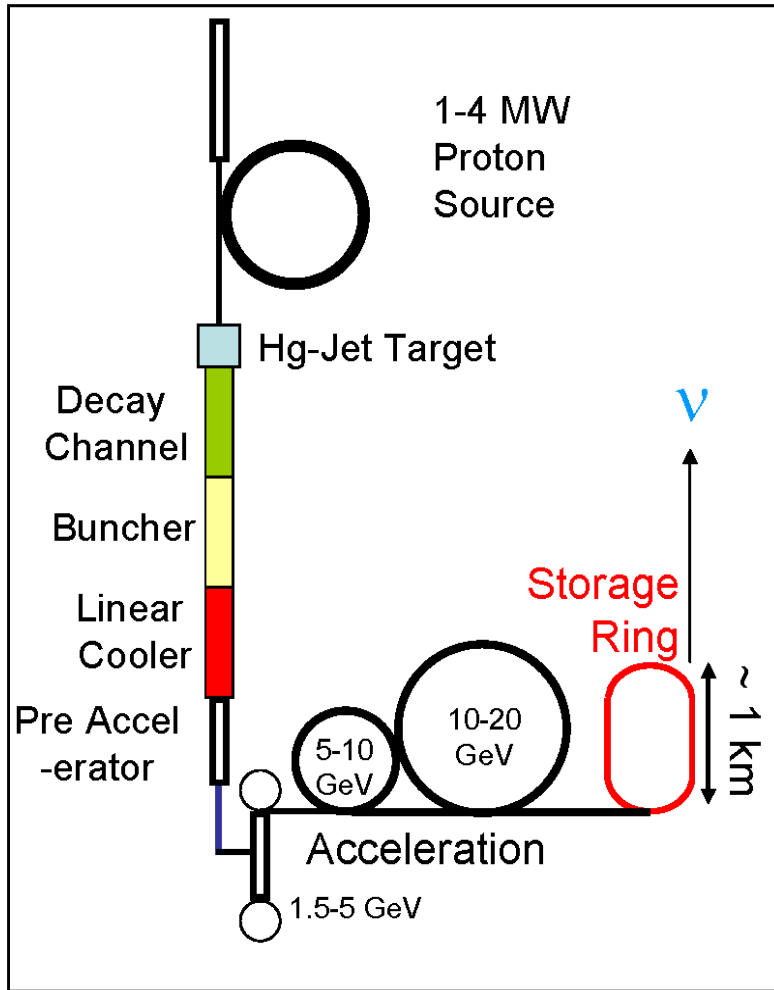 1-4 MW
Proton
Source
Hg-Jet Target
Decay
Channel
Buncher
Linear
Cooler
Pre Accel
-erator
ν
Storage
Ring
~ 1 km
5-10
GeV
10-20
GeV
Acceleration
1.5-5 GeV